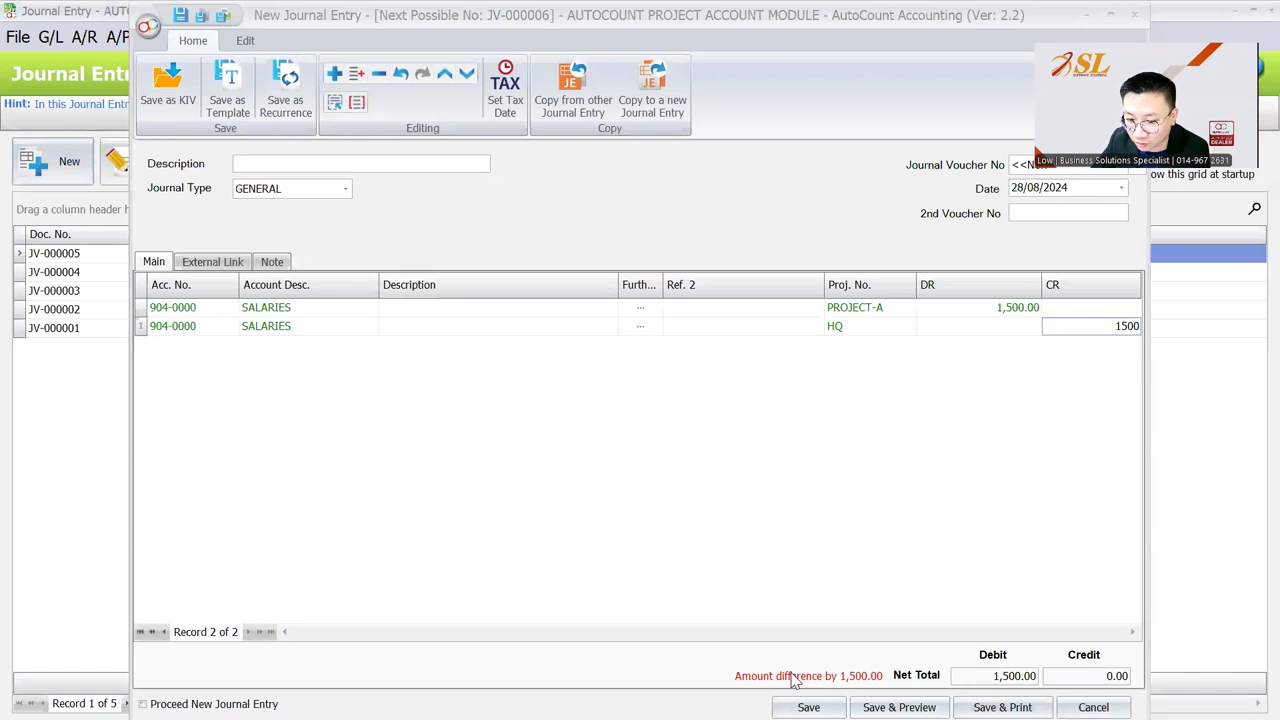 New Journal Entry - [Next Possible No: JV-000006] - AUTOCOUNT PROJECT ACCOUNT MODULE - AutoCount Accounting (Ver: 2.2)
Journal Entry - AUT
File G/L A/R A/P
Home Edit
Journal Entr
Hint: In this Journal Ent
Save as KIV
Save as Template
Save as Recurrence
Save
Editing
TAX
Set Tax Date
Copy from other Journal Entry
Copy to a new Journal Entry
Copy
SL
Low | Business Solutions Specialist | 014-967 2631
New
Description
Journal Voucher No <<N
ow this grid at startup
Journal Type GENERAL
Date 28/08/2024
2nd Voucher No
Drag a column header h
Doc. No.
JV-000005
JV-000004
JV-000003
JV-000002
JV-000001
Main External Link Note
Acc. No. Account Desc. Description Furth... Ref. 2 Proj. No. DR CR
904-0000 SALARIES ... PROJECT-A 1,500.00
904-0000 SALARIES ... HQ 1500
Record 2 of 2
Debit Credit
Amount difference by 1,500.00 Net Total 1,500.00 0.00
Record 1 of 5
Proceed New Journal Entry
Save Save & Preview Save & Print Cancel